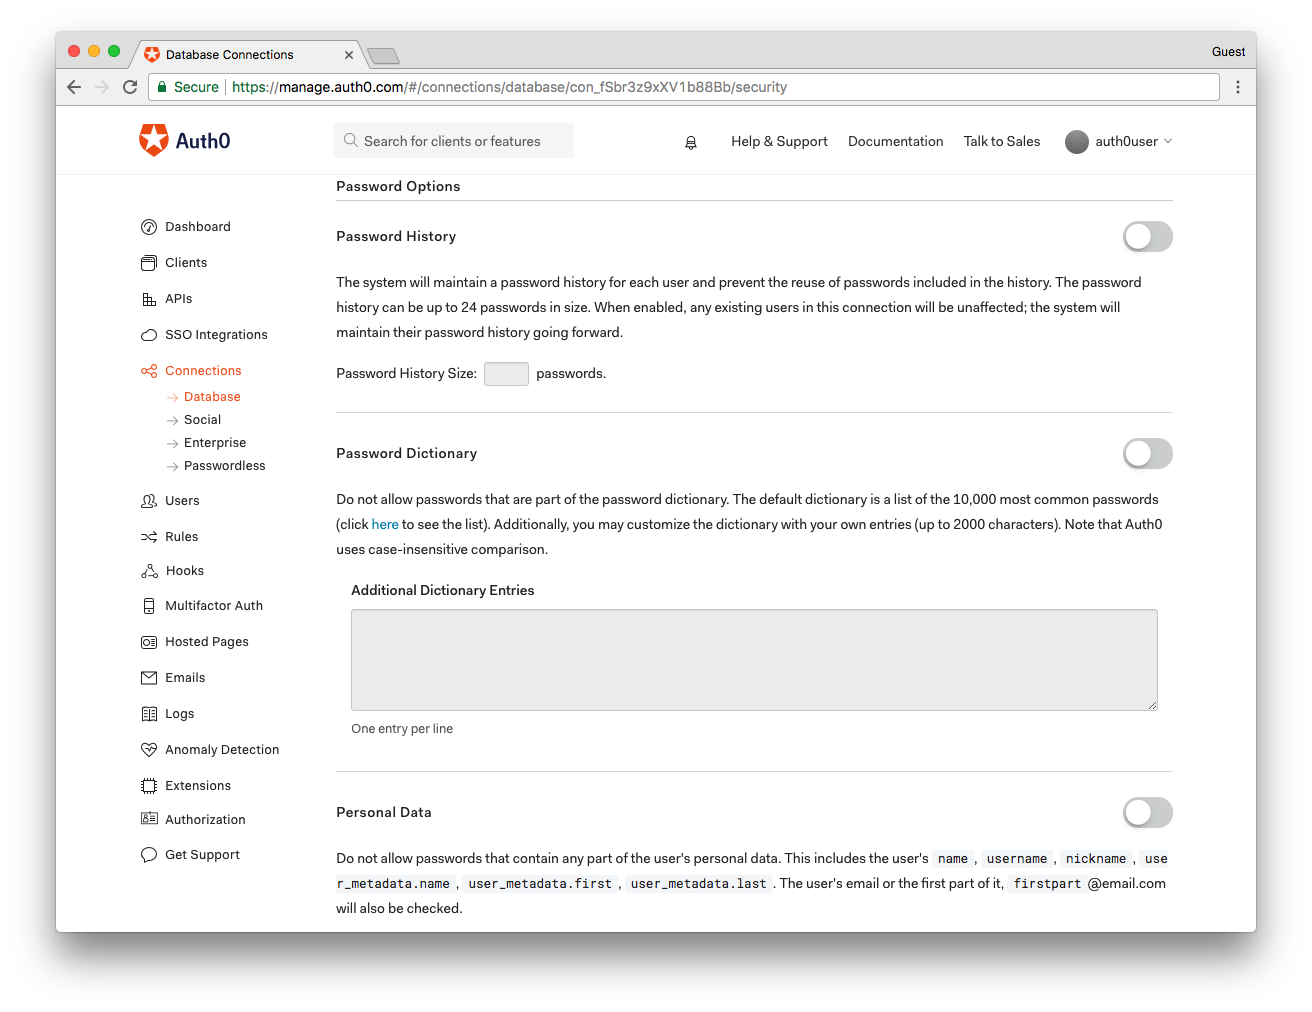 Database Connections
Guest
Secure
https://manage.auth0.com/#/connections/database/con_fSbr3z9xXV1b88Bb/security
Auth0
Search for clients or features
Help & Support
Documentation
Talk to Sales
auth0user
Dashboard
Clients
APIs
SSO Integrations
Connections
Database
Social
Enterprise
Passwordless
Users
Rules
Hooks
Multifactor Auth
Hosted Pages
Emails
Logs
Anomaly Detection
Extensions
Authorization
Get Support
Password Options
Password History
The system will maintain a password history for each user and prevent the reuse of passwords included in the history. The password
history can be up to 24 passwords in size. When enabled, any existing users in this connection will be unaffected; the system will
maintain their password history going forward.
Password History Size: passwords.
Password Dictionary
Do not allow passwords that are part of the password dictionary. The default dictionary is a list of the 10,000 most common passwords
(click here to see the list). Additionally, you may customize the dictionary with your own entries (up to 2000 characters). Note that Auth0
uses case-insensitive comparison.
Additional Dictionary Entries
One entry per line
Personal Data
Do not allow passwords that contain any part of the user's personal data. This includes the user's name , username , nickname , use
r_metadata.name , user_metadata.first , user_metadata.last . The user's email or the first part of it, firstpart @email.com
will also be checked.